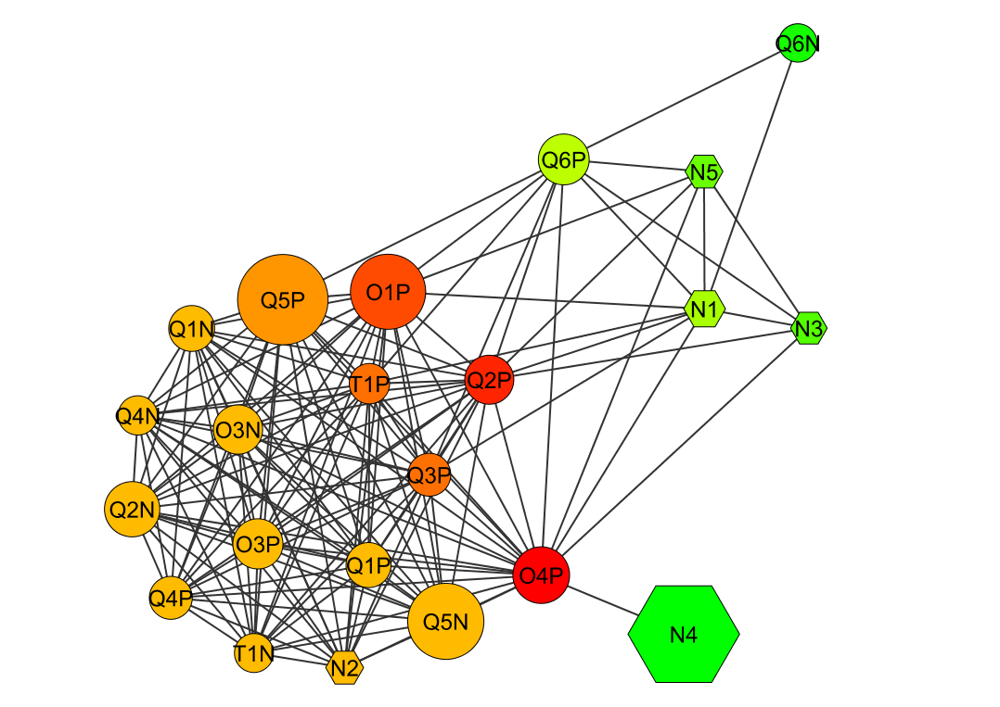 Q6N
Q6P
N5
Q5P
O1P
N1
Q1N
N3
T1P
Q2P
Q4N
O3N
Q3P
Q2N
O3P
Q1P
O4P
Q4P
Q5N
N4
T1N
N2